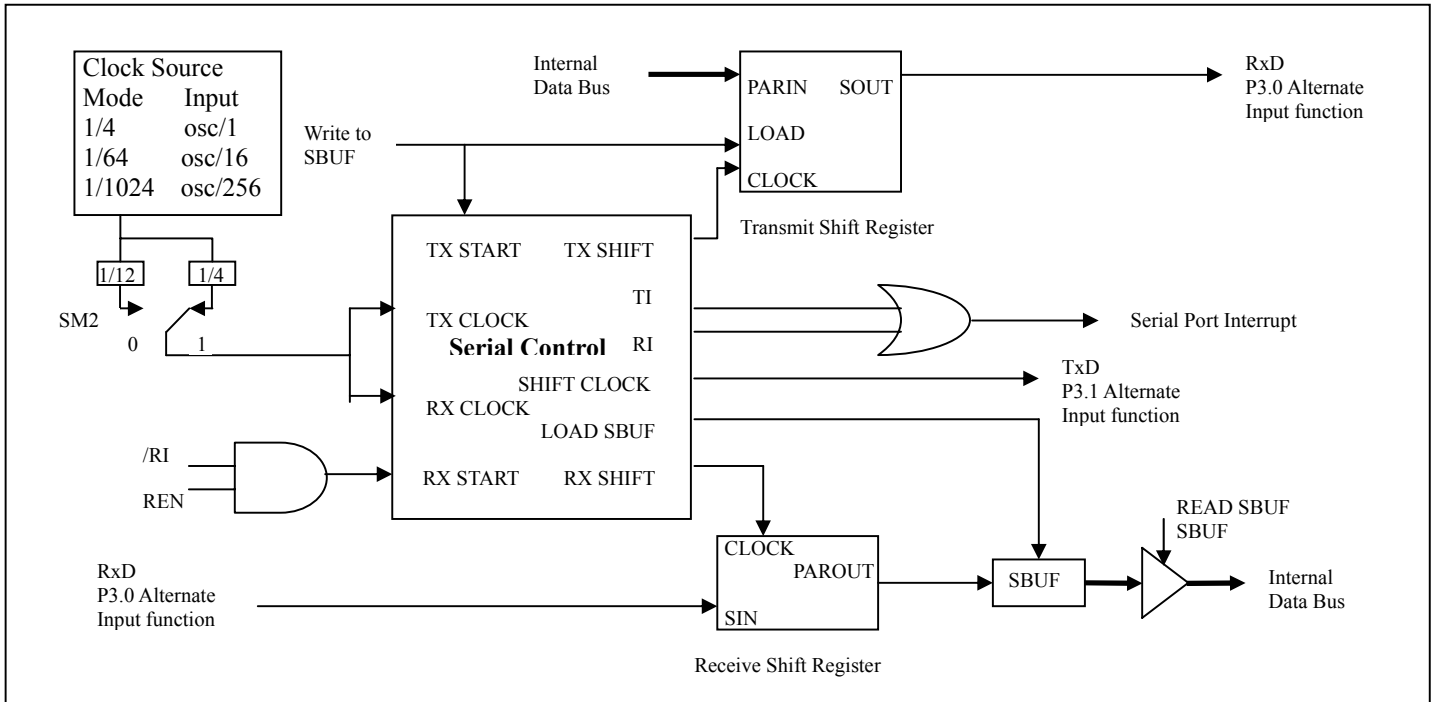 Clock Source
Mode Input
1/4 osc/1
1/64 osc/16
1/1024 osc/256
1/12 1/4
SM2
0 1
Internal
Data Bus
Write to
SBUF
PARIN SOUT
LOAD
CLOCK
Transmit Shift Register
RxD
P3.0 Alternate
Input function
TX START TX SHIFT
TI
TX CLOCK
Serial Control RI
SHIFT CLOCK
RX CLOCK
LOAD SBUF
RX START RX SHIFT
Serial Port Interrupt
TxD
P3.1 Alternate
Input function
/RI
REN
RxD
P3.0 Alternate
Input function
CLOCK
PAROUT
SIN
Receive Shift Register
SBUF
READ SBUF
SBUF
Internal
Data Bus